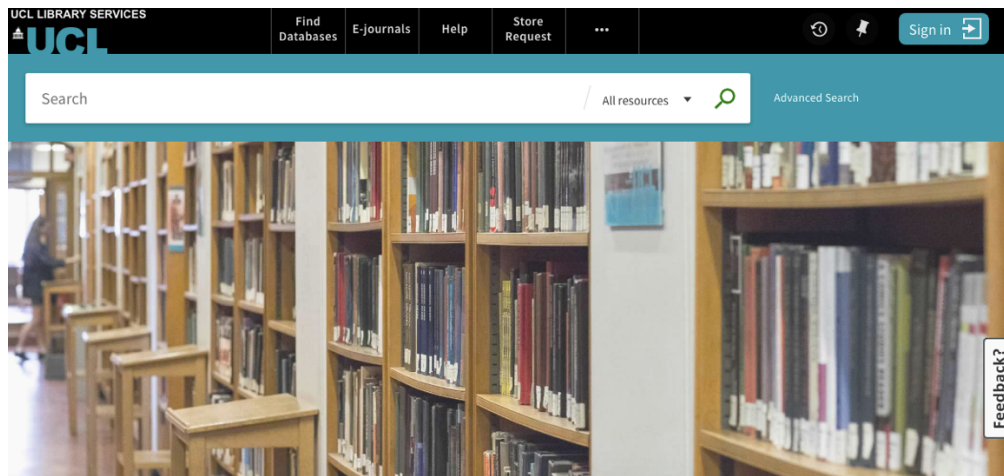 UCL LIBRARY SERVICES
UCL
Find
Databases
E-journals
Help
Store
Request
...
Sign in
Search
All resources
Advanced Search
Feedback?